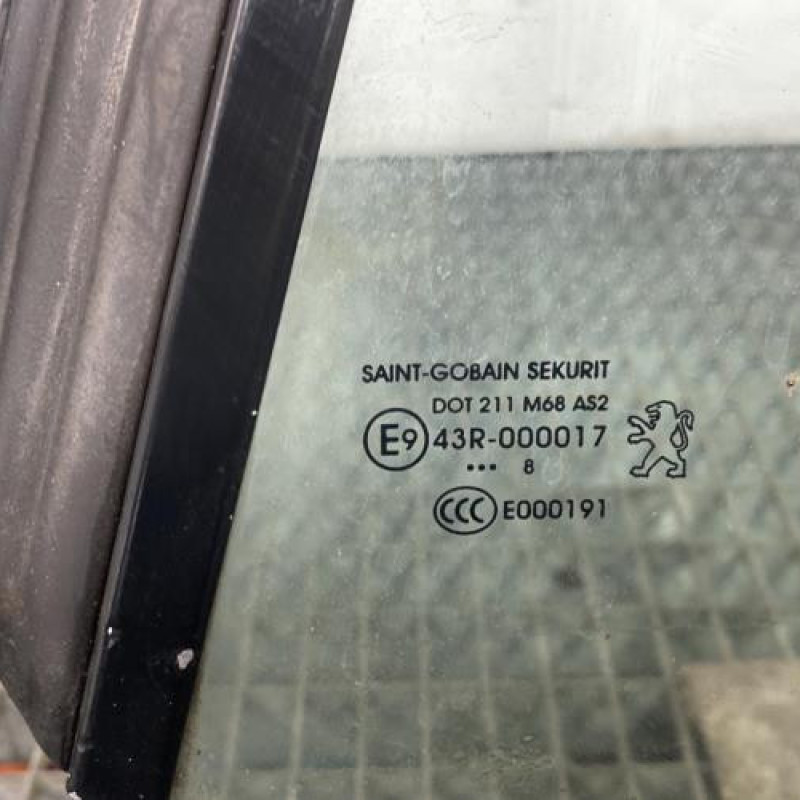 SAINT-GOBAIN SEKURIT
DOT 211 M68 AS2
E9 43R-000017
... 8
CCC E000191